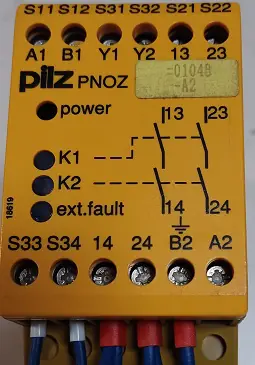 S11 S12 S31 S32 S21 S22
A1 B1 Y1 Y2 13 23
pilz PNOZ
-01048
-A2
power
13 23
K1
K2
18619
ext.fault
14 24
S33 S34 14 24 B2 A2